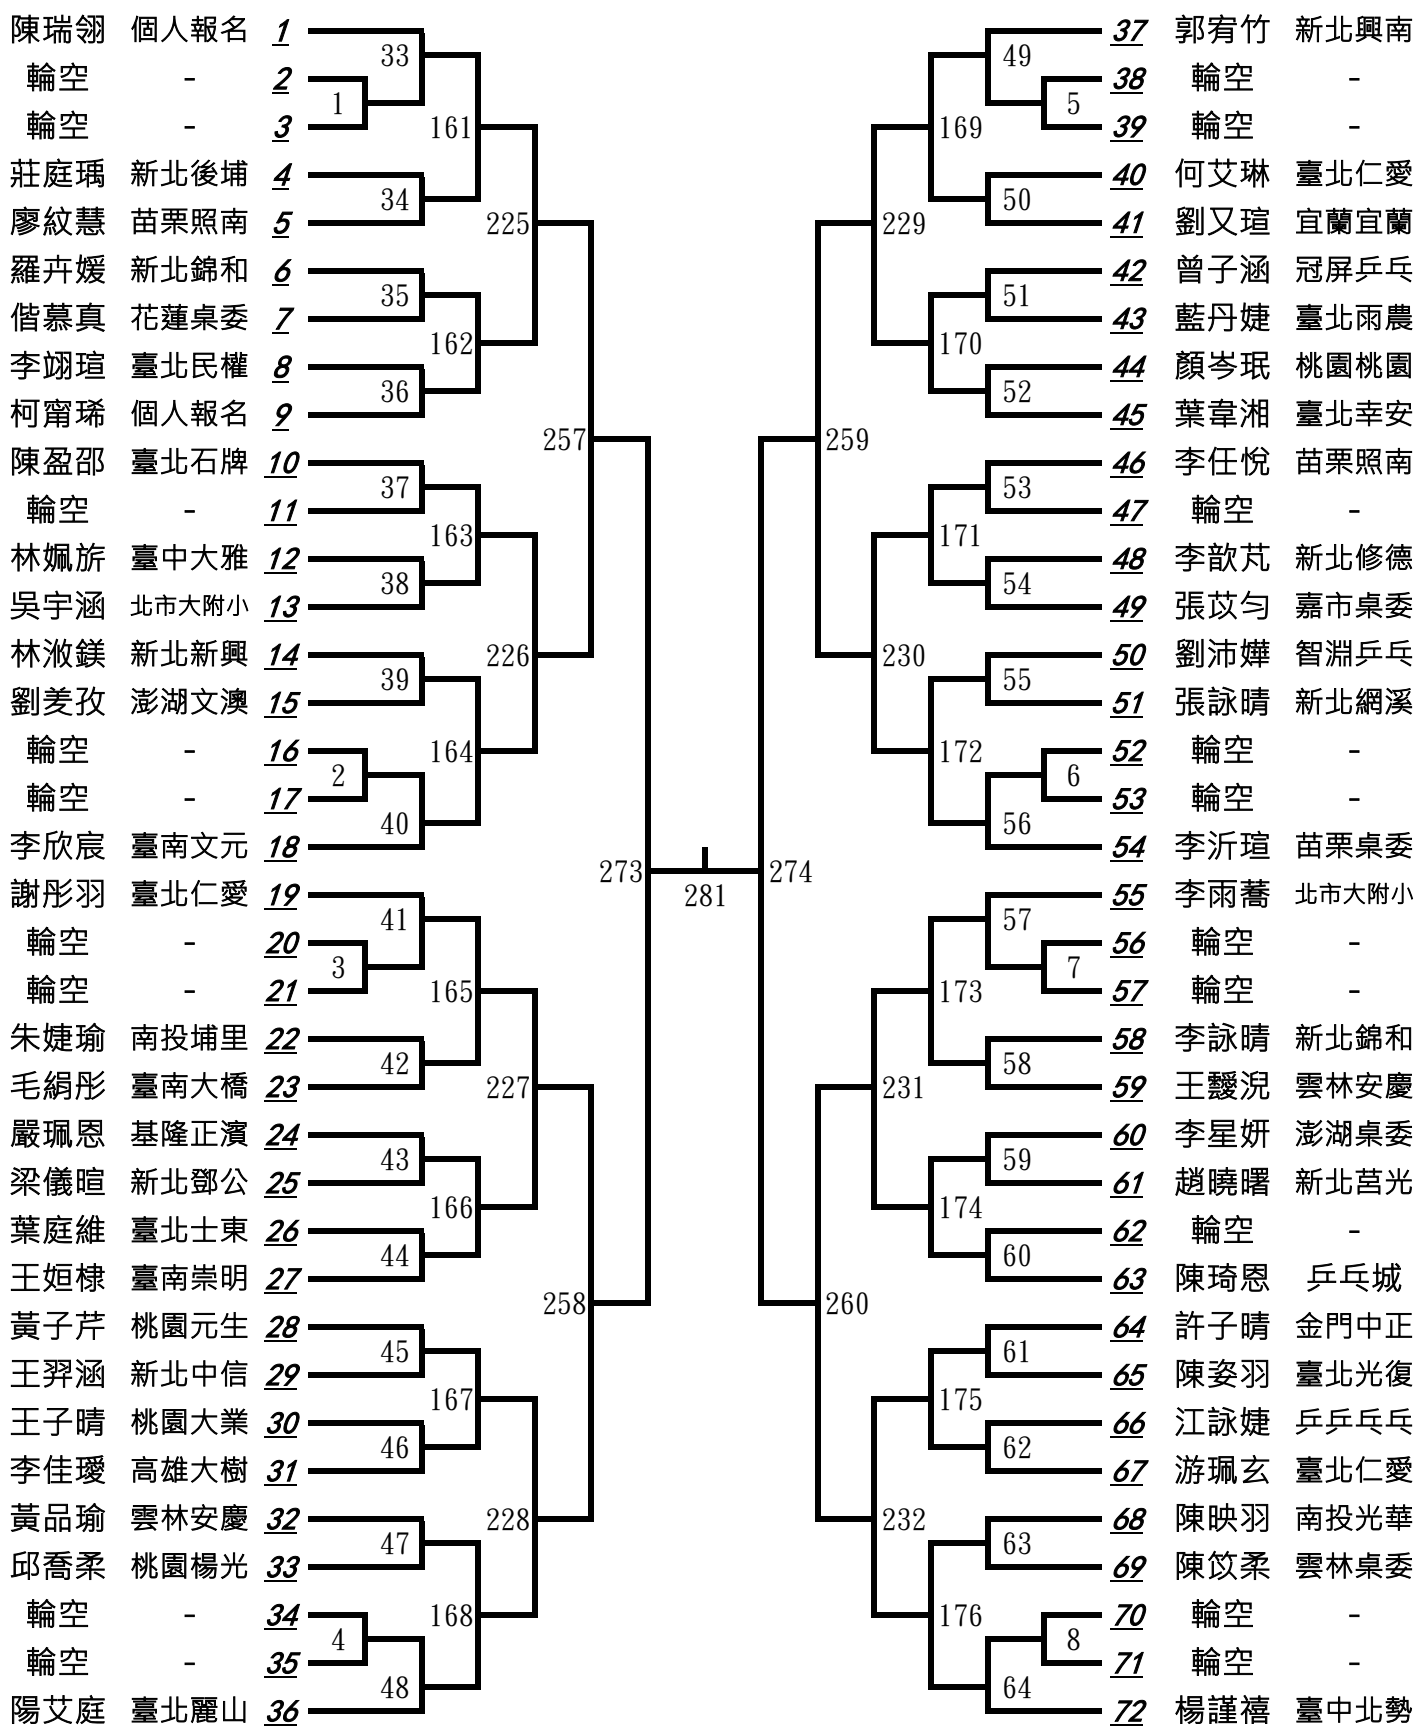 陳瑞翎 個人報名 1
輪空 - 2
輪空 - 3
莊庭瑀 新北後埔 4
廖紋慧 苗栗照南 5
羅卉媛 新北錦和 6
偕慕真 花蓮桌委 7
李翊瑄 臺北民權 8
柯甯琋 個人報名 9
陳盈邵 臺北石牌 10
輪空 - 11
林姵旂 臺中大雅 12
吳宇涵 北市大附小 13
林潎鎂 新北新興 14
劉羑孜 澎湖文澳 15
輪空 - 16
輪空 - 17
李欣宸 臺南文元 18
謝彤羽 臺北仁愛 19
輪空 - 20
輪空 - 21
朱婕瑜 南投埔里 22
毛絹彤 臺南大橋 23
嚴珮恩 基隆正濱 24
梁儀暄 新北鄧公 25
葉庭維 臺北士東 26
王姮棣 臺南崇明 27
黃子芹 桃園元生 28
王羿涵 新北中信 29
王子晴 桃園大業 30
李佳璦 高雄大樹 31
黃品瑜 雲林安慶 32
邱喬柔 桃園楊光 33
輪空 - 34
輪空 - 35
陽艾庭 臺北麗山 36
33
1
34
35
36
37
38
39
2
40
41
3
42
43
44
45
46
47
4
48
161
162
163
164
165
166
167
168
225
226
227
228
257
258
273
281
274
259
260
229
230
231
232
169
170
171
172
173
174
175
176
49
5
50
51
52
53
54
55
6
56
57
7
58
59
60
61
62
63
8
64
37 郭宥竹 新北興南
38 輪空 -
39 輪空 -
40 何艾琳 臺北仁愛
41 劉又瑄 宜蘭宜蘭
42 曾子涵 冠屏乒乓
43 藍丹婕 臺北雨農
44 顏岑珉 桃園桃園
45 葉韋湘 臺北幸安
46 李任悅 苗栗照南
47 輪空 -
48 李歆芃 新北修德
49 張苡勻 嘉市桌委
50 劉沛嬅 智淵乒乓
51 張詠晴 新北網溪
52 輪空 -
53 輪空 -
54 李沂瑄 苗栗桌委
55 李雨蕎 北市大附小
56 輪空 -
57 輪空 -
58 李詠晴 新北錦和
59 王靉淣 雲林安慶
60 李星妍 澎湖桌委
61 趙曉曙 新北莒光
62 輪空 -
63 陳琦恩 乒乓城
64 許子晴 金門中正
65 陳姿羽 臺北光復
66 江詠婕 乒乒乓乓
67 游珮玄 臺北仁愛
68 陳映羽 南投光華
69 陳笅柔 雲林桌委
70 輪空 -
71 輪空 -
72 楊謹禧 臺中北勢